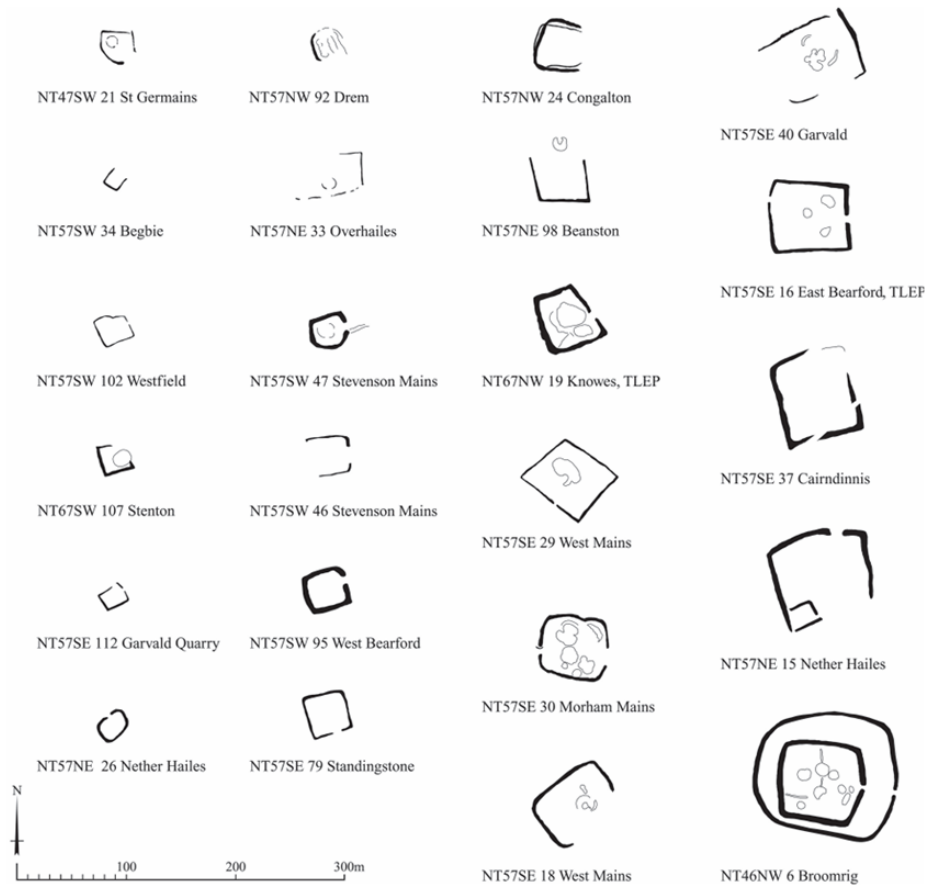 NT47SW 21 St Germains
NT57NW 92 Drem
NT57NW 24 Congalton
NT57SE 40 Garvald
NT57SW 34 Begbie
NT57NE 33 Overhailes
NT57NE 98 Beanston
NT57SE 16 East Bearford, TLEP
NT57SW 102 Westfield
NT57SW 47 Stevenson Mains
NT67NW 19 Knowes, TLEP
NT57SE 37 Cairndinnis
NT67SW 107 Stenton
NT57SW 46 Stevenson Mains
NT57SE 29 West Mains
NT57SE 112 Garvald Quarry
NT57SW 95 West Bearford
NT57NE 15 Nether Hailes
NT57SE 30 Morham Mains
NT57NE 26 Nether Hailes
NT57SE 79 Standingstone
NT57SE 18 West Mains
NT46NW 6 Broomrig
N
100 200 300m